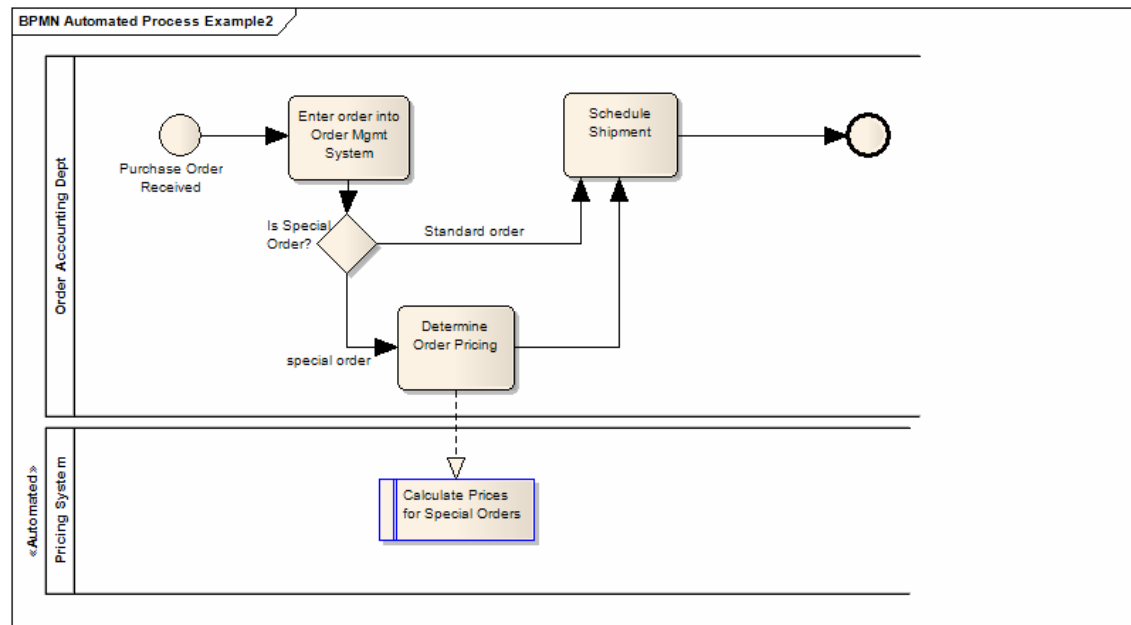 BPMN Automated Process Example2
Order Accounting Dept
Purchase Order
Received
Enter order into
Order Mgmt
System
Is Special
Order?
Standard order
special order
Determine
Order Pricing
Schedule
Shipment
«Automated»
Pricing System
Calculate Prices
for Special Orders